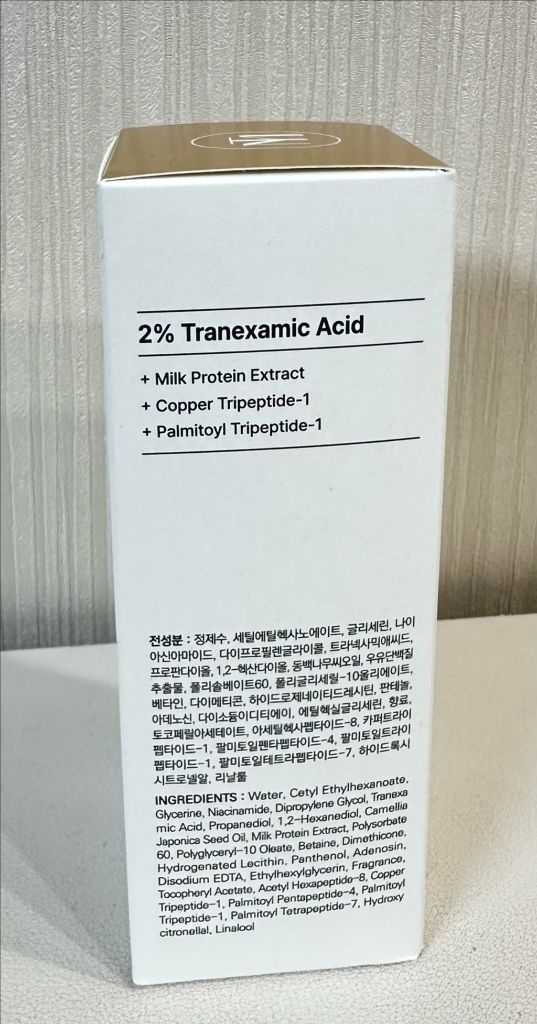 2% Tranexamic Acid
+ Milk Protein Extract
+ Copper Tripeptide-1
+ Palmitoyl Tripeptide-1
전성분 : 정제수, 세틸에틸헥사노에이트, 글리세린, 나이
아신아마이드, 다이프로필렌글라이콜, 트라넥사믹애씨드,
프로판다이올, 1,2-헥산다이올, 동백나무씨오일, 우유단백질
추출물, 폴리솔베이트60, 폴리글리세릴-10올리에이트,
베타인, 다이메티콘, 하이드로제네이티드레시틴, 판테놀,
아데노신, 다이소듐이디티에이, 에틸헥실글리세린, 향료,
토코페릴아세테이트, 아세틸헥사펩타이드-8, 카퍼트라이
펩타이드-1, 팔미토일펜타펩타이드-4, 팔미토일트라이
펩타이드-1, 팔미토일테트라펩타이드-7, 하이드록시
시트로넬알, 리날룰
INGREDIENTS : Water, Cetyl Ethylhexanoate,
Glycerine, Niacinamide, Dipropylene Glycol, Tranexa
mic Acid, Propanediol, 1,2-Hexanediol, Camellia
Japonica Seed Oil, Milk Protein Extract, Polysorbate
60, Polyglyceryl-10 Oleate, Betaine, Dimethicone,
Hydrogenated Lecithin, Panthenol, Adenosin,
Disodium EDTA, Ethylhexylglycerin, Fragrance,
Tocopheryl Acetate, Acetyl Hexapeptide-8, Copper
Tripeptide-1, Palmitoyl Pentapeptide-4, Palmitoyl
Tripeptide-1, Palmitoyl Tetrapeptide-7, Hydroxy
citronellal, Linalool